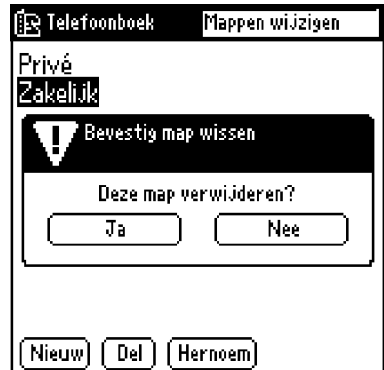 Telefoonboek Mappen wijzigen
Privé
Zakelijk
Bevestig map wissen
Deze map verwijderen?
Ja Nee
Nieuw Del Hernoem